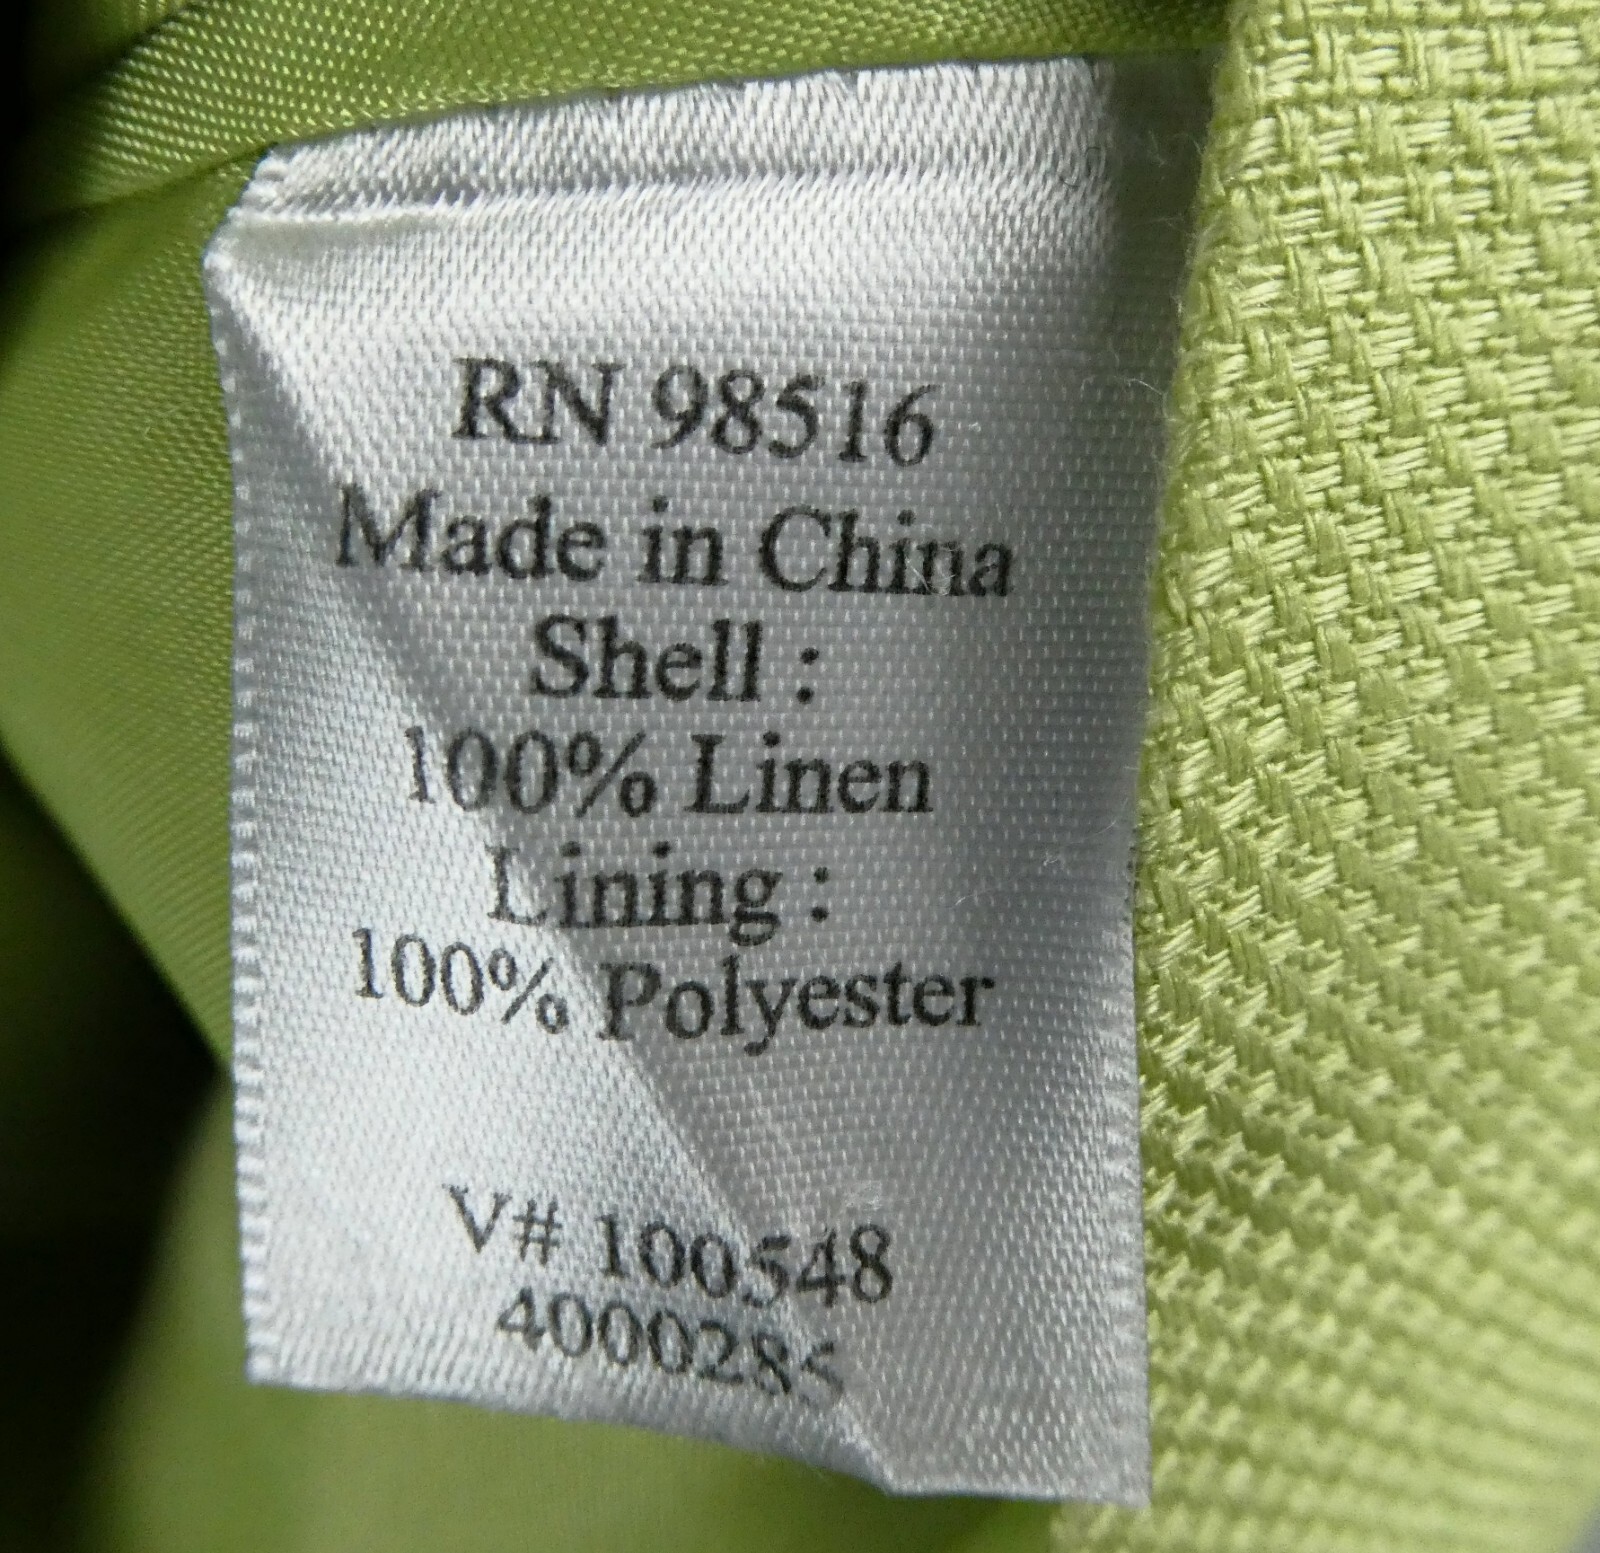 RN 98516
Made in China
Shell :
100% Linen
Lining :
100% Polyester
V# 100548
4000285